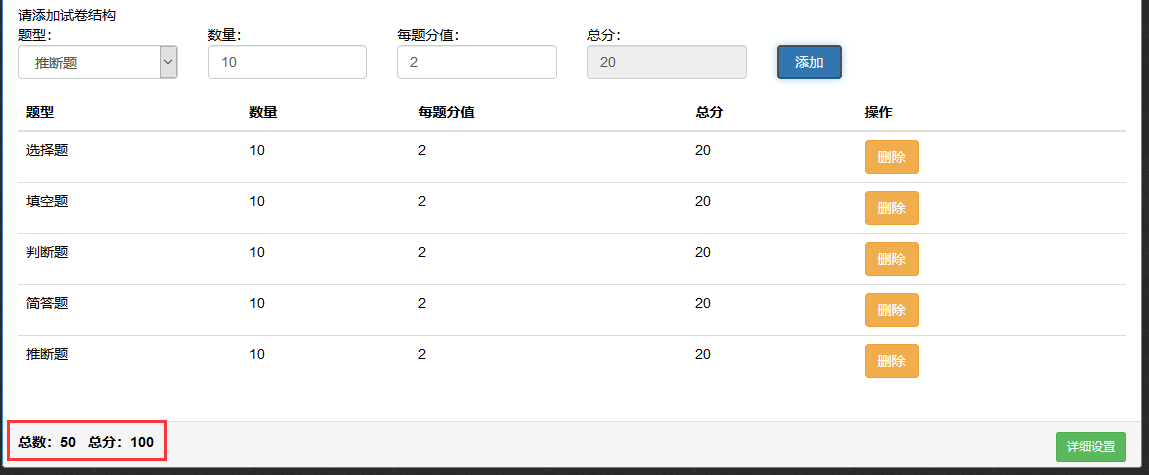 请添加试卷结构
题型： 数量： 每题分值： 总分：
推断题 10 2 20 添加
题型 数量 每题分值 总分 操作
选择题 10 2 20 删除
填空题 10 2 20 删除
判断题 10 2 20 删除
简答题 10 2 20 删除
推断题 10 2 20 删除
总数：50 总分：100 详细设置